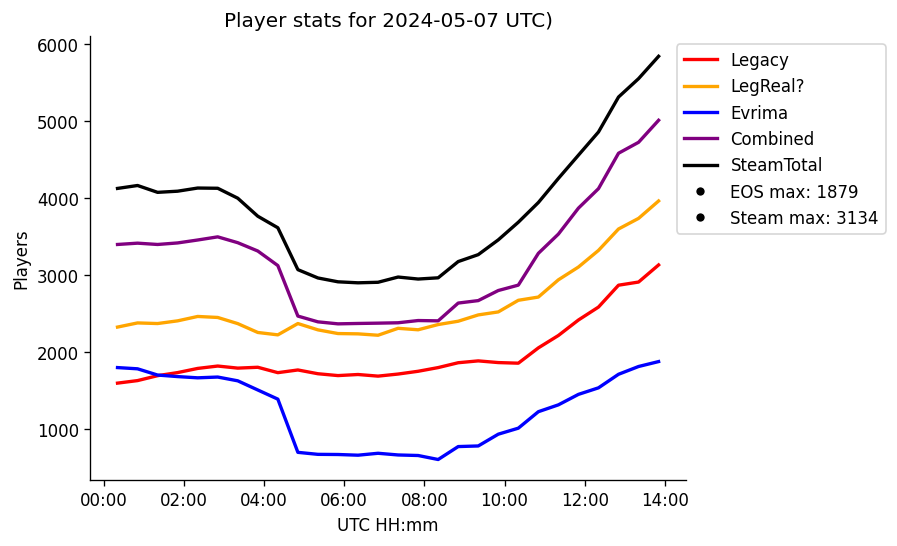 Player stats for 2024-05-07 UTC)
6000
5000
4000
3000
2000
1000
Players
00:00 02:00 04:00 06:00 08:00 10:00 12:00 14:00
UTC HH:mm
Legacy
LegReal?
Evrima
Combined
SteamTotal
EOS max: 1879
Steam max: 3134